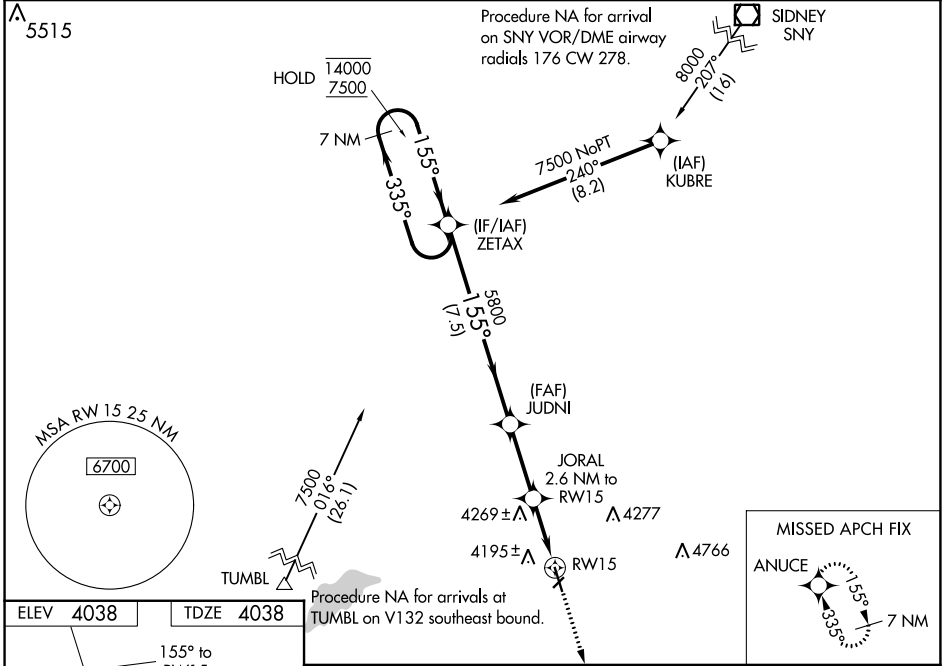 5515
Procedure NA for arrival
on SNY VOR/DME airway
radials 176 CW 278.
SIDNEY
SNY
8000
207°
(16)
HOLD
14000
7500
7 NM
155°
335°
7500 NoPT
240°
(8.2)
(IAF)
KUBRE
(IF/IAF)
ZETAX
5800
155°
(7.5)
(FAF)
JUDNI
MSA RW 15 25 NM
6700
7500
016°
(26.1)
TUMBL
JORAL
2.6 NM to
RW15
4269±
4277
4195±
RW15
4766
Procedure NA for arrivals at
TUMBL on V132 southeast bound.
MISSED APCH FIX
ANUCE
155°
335°
7 NM
ELEV 4038
TDZE 4038
155° to